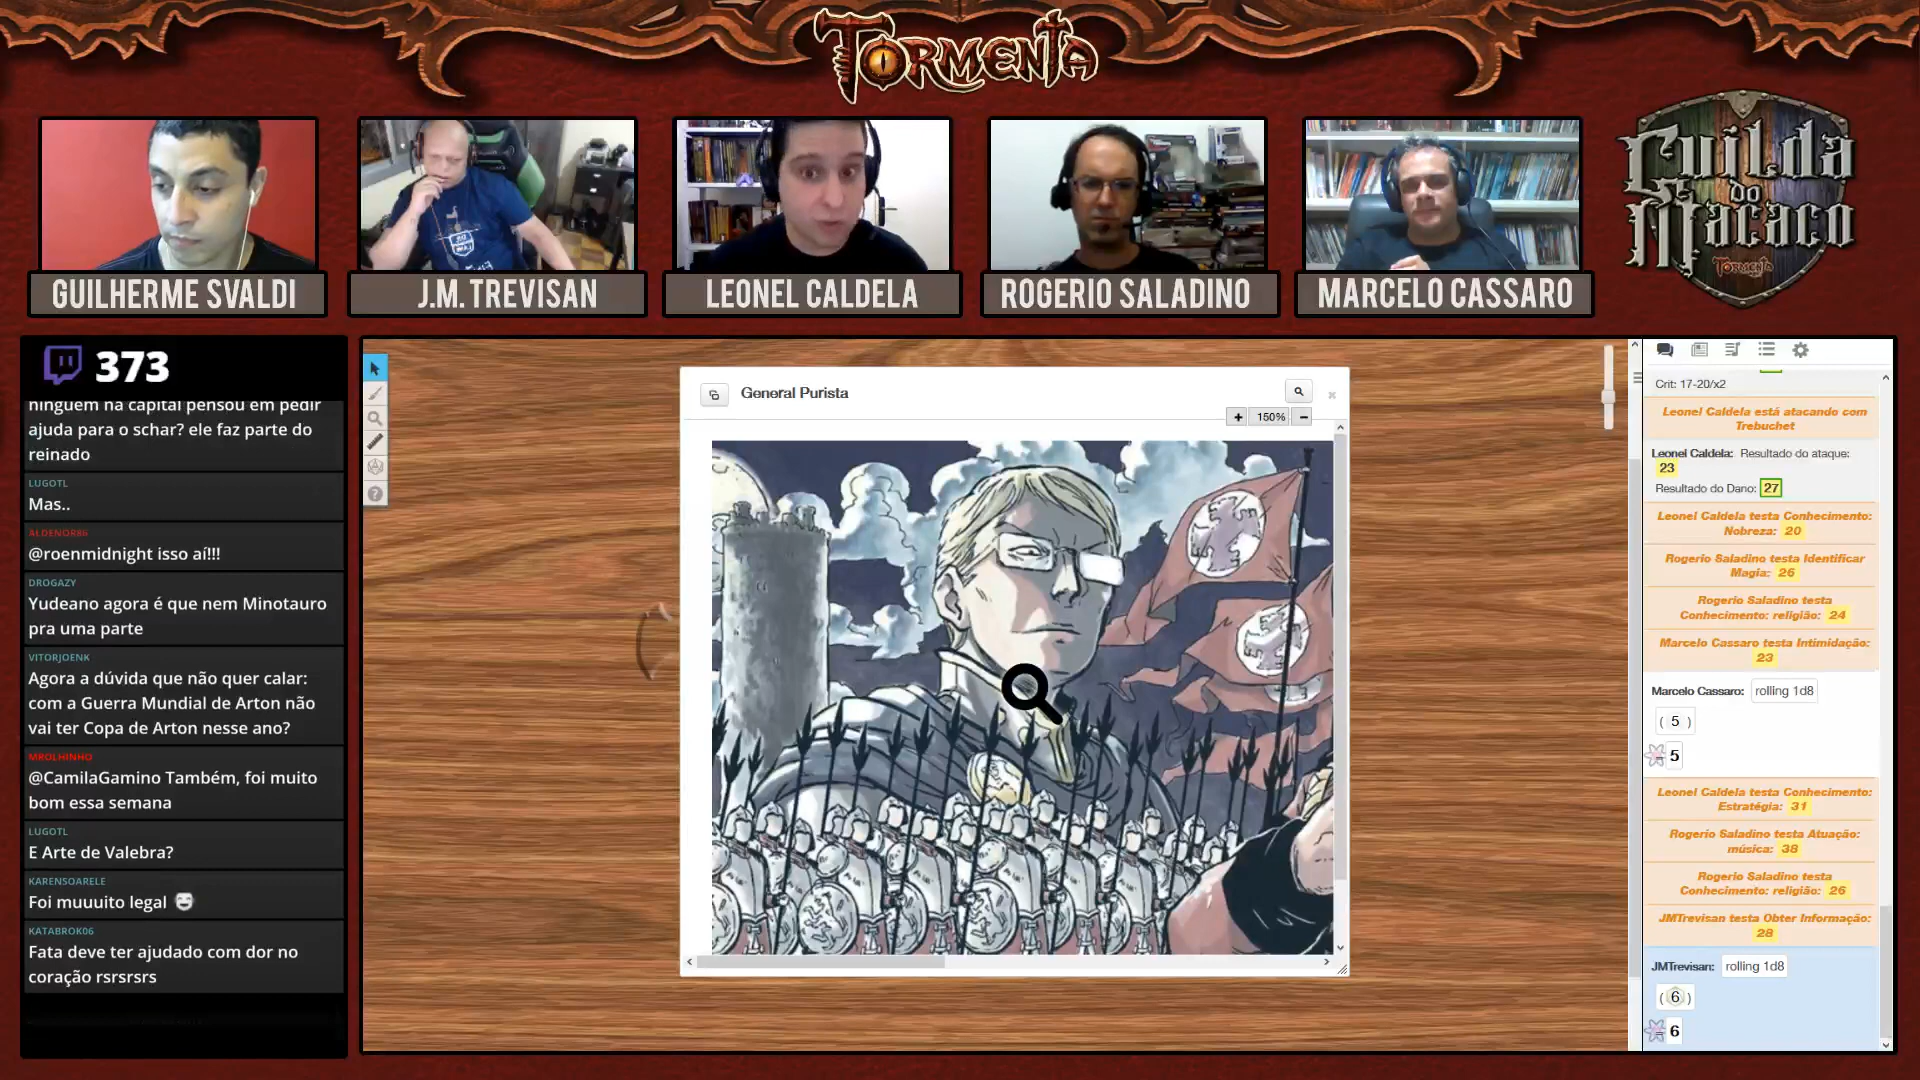 TORMENTA
Guilda
do
Macaco
TORMENTA
GUILHERME SVALDI
J.M. TREVISAN
LEONEL CALDELA
ROGERIO SALADINO
MARCELO CASSARO
373
ninguém na capital pensou em pedir
ajuda para o schar? ele faz parte do
reinado
LUGOTL
Mas..
ALDENOR86
@roenmidnight isso aí!!!
DROGAZY
Yudeano agora é que nem Minotauro
pra uma parte
VITORJOENK
Agora a dúvida que não quer calar:
com a Guerra Mundial de Arton não
vai ter Copa de Arton nesse ano?
MROLHINHO
@CamilaGamino Também, foi muito
bom essa semana
LUGOTL
E Arte de Valebra?
KARENSOARELE
Foi muuuito legal
KATABROK06
Fata deve ter ajudado com dor no
coração rsrsrsrs
General Purista
+ 150% −
Crit: 17-20/x2
Leonel Caldela está atacando com
Trebuchet
Leonel Caldela: Resultado do ataque:
23
Resultado do Dano: 27
Leonel Caldela testa Conhecimento:
Nobreza: 20
Rogerio Saladino testa Identificar
Magia: 26
Rogerio Saladino testa
Conhecimento: religião: 24
Marcelo Cassaro testa Intimidação:
23
Marcelo Cassaro: rolling 1d8
( 5 )
= 5
Leonel Caldela testa Conhecimento:
Estratégia: 31
Rogerio Saladino testa Atuação:
música: 38
Rogerio Saladino testa
Conhecimento: religião: 26
JMTrevisan testa Obter Informação:
28
JMTrevisan: rolling 1d8
( 6 )
= 6